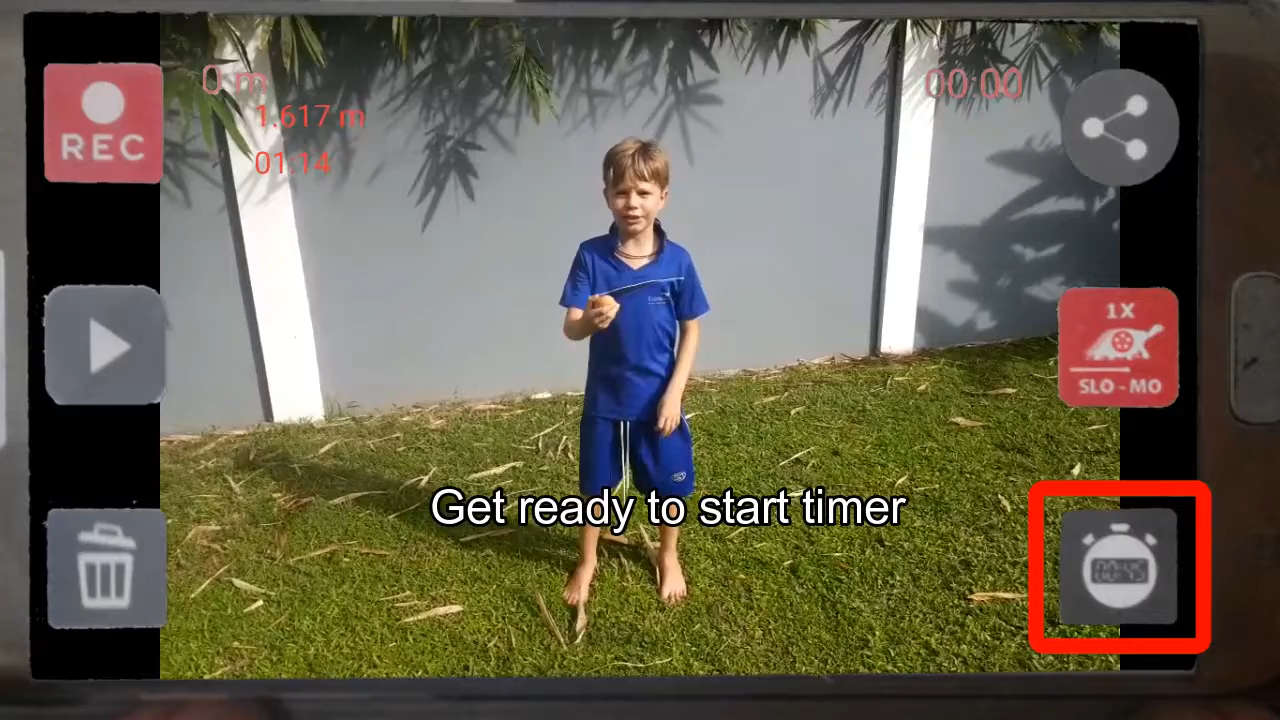 0 m
00:00
1.617 m
01.14
REC
1X
SLO - MO
Get ready to start timer